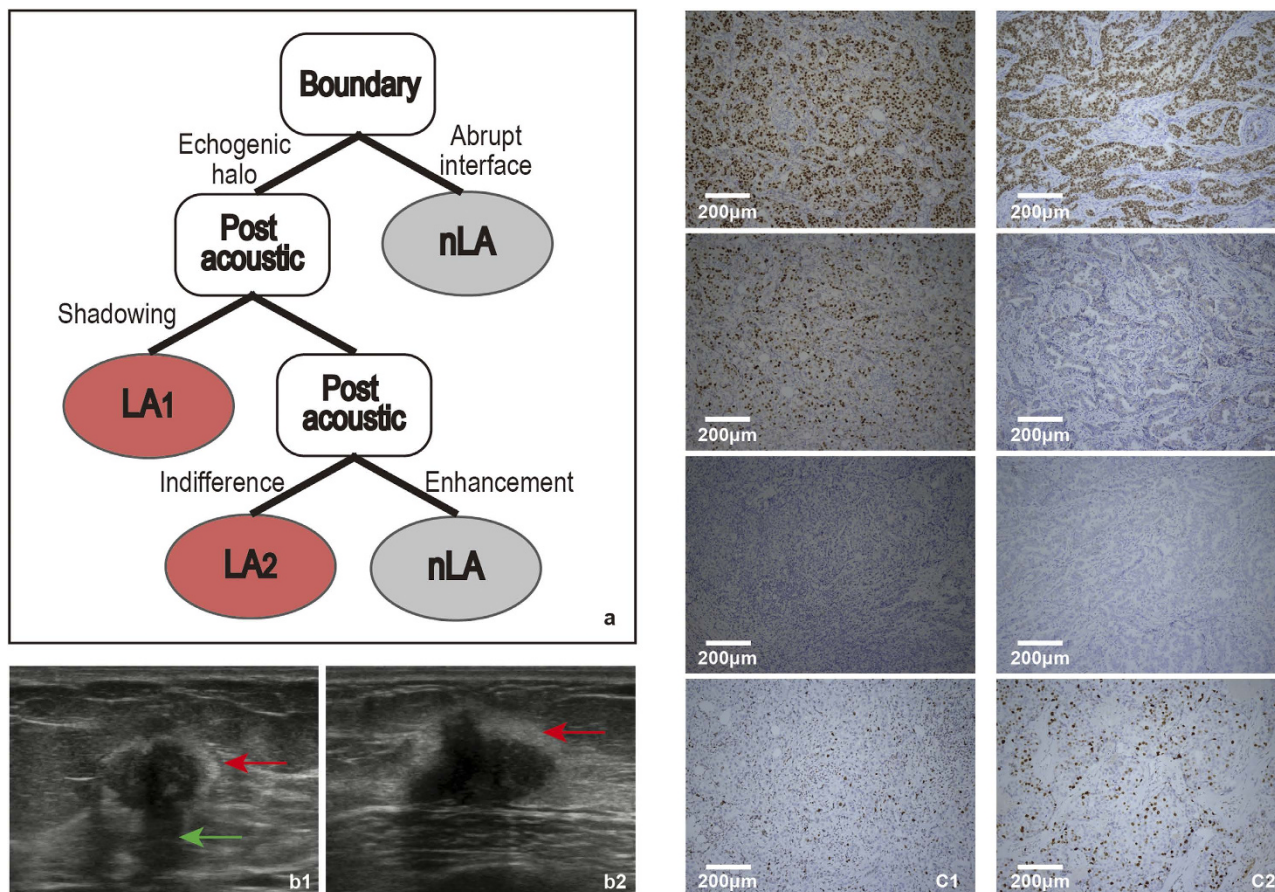 Boundary
Echogenic
halo
Abrupt
interface
Post
acoustic
nLA
Shadowing
LA1
Post
acoustic
Indifference
Enhancement
LA2
nLA
a
b1
b2
200µm
200µm
200µm
200µm
200µm
200µm
200µm
C1
200µm
C2